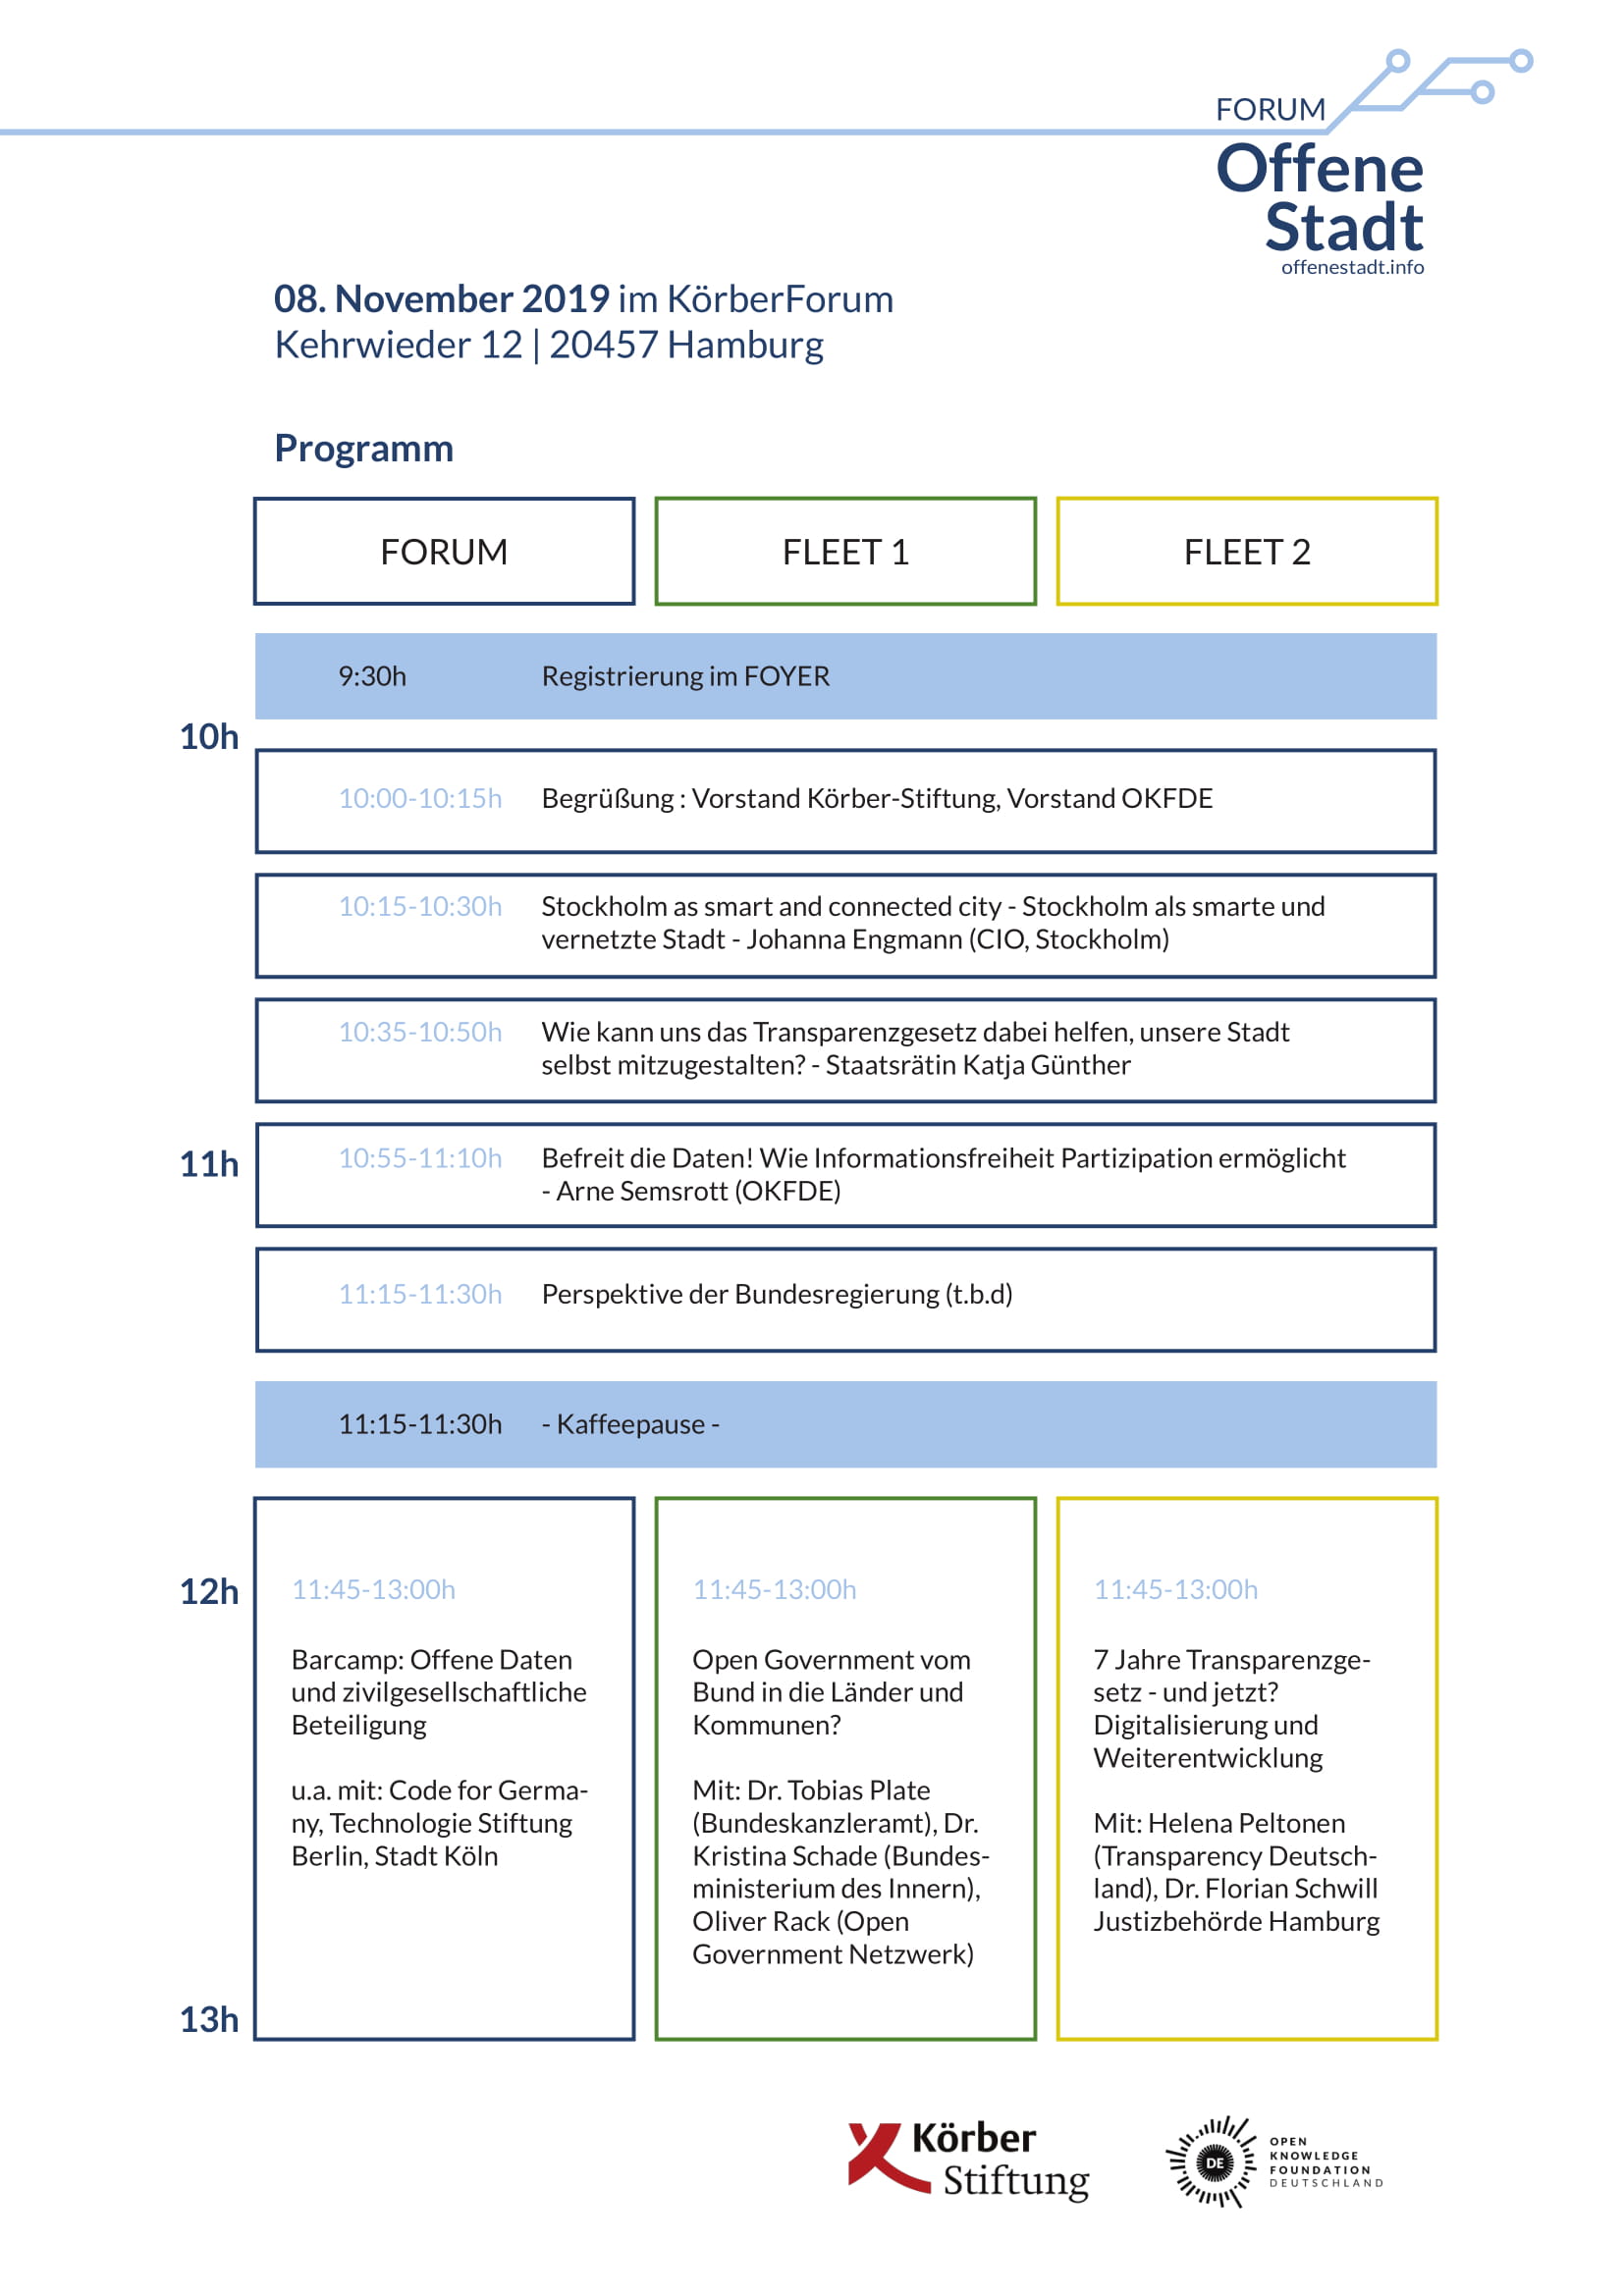 FORUM
Offene
Stadt
offenestadt.info
08. November 2019 im KörberForum
Kehrwieder 12 | 20457 Hamburg
Programm
FORUM
FLEET 1
FLEET 2
9:30h Registrierung im FOYER
10h
10:00-10:15h Begrüßung : Vorstand Körber-Stiftung, Vorstand OKFDE
10:15-10:30h Stockholm as smart and connected city - Stockholm als smarte und
vernetzte Stadt - Johanna Engmann (CIO, Stockholm)
10:35-10:50h Wie kann uns das Transparenzgesetz dabei helfen, unsere Stadt
selbst mitzugestalten? - Staatsrätin Katja Günther
11h
10:55-11:10h Befreit die Daten! Wie Informationsfreiheit Partizipation ermöglicht
- Arne Semsrott (OKFDE)
11:15-11:30h Perspektive der Bundesregierung (t.b.d)
11:15-11:30h - Kaffeepause -
12h
11:45-13:00h
Barcamp: Offene Daten
und zivilgesellschaftliche
Beteiligung
u.a. mit: Code for Germa-
ny, Technologie Stiftung
Berlin, Stadt Köln
11:45-13:00h
Open Government vom
Bund in die Länder und
Kommunen?
Mit: Dr. Tobias Plate
(Bundeskanzleramt), Dr.
Kristina Schade (Bundes-
ministerium des Innern),
Oliver Rack (Open
Government Netzwerk)
11:45-13:00h
7 Jahre Transparenzge-
setz - und jetzt?
Digitalisierung und
Weiterentwicklung
Mit: Helena Peltonen
(Transparency Deutsch-
land), Dr. Florian Schwill
Justizbehörde Hamburg
13h
Körber
Stiftung
DE
OPEN
KNOWLEDGE
FOUNDATION
DEUTSCHLAND